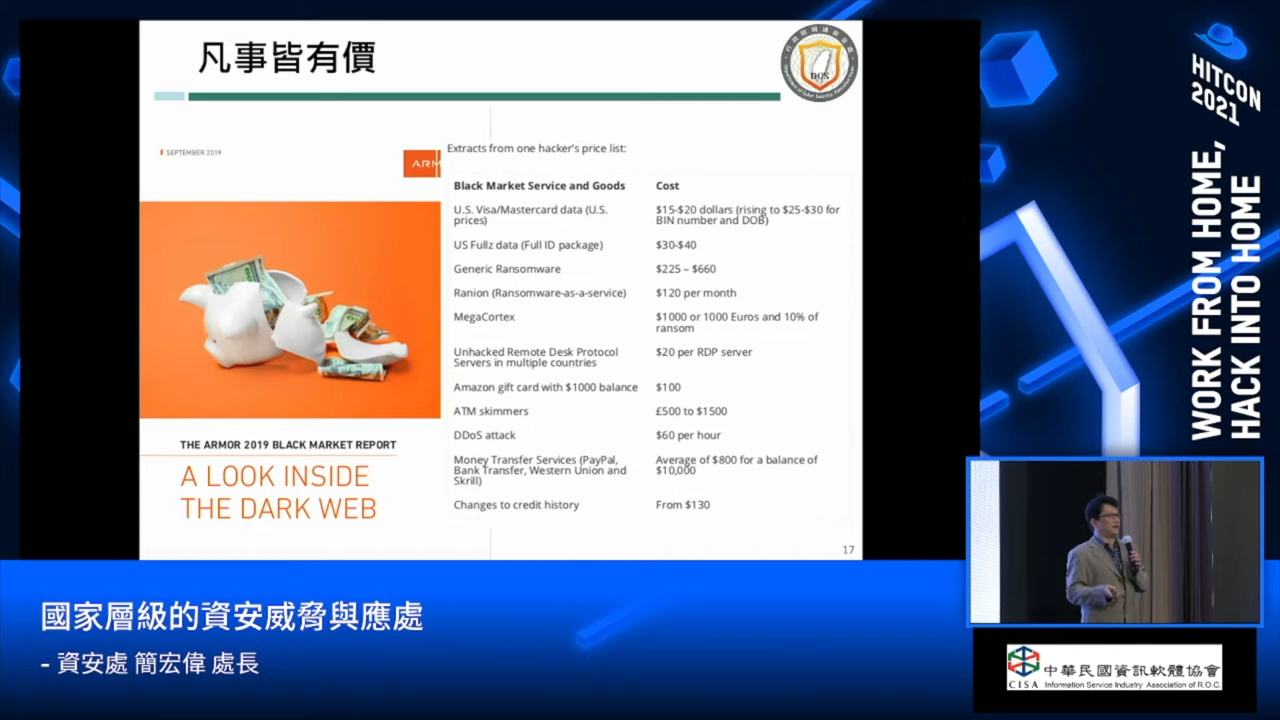 凡事皆有價
DCS
SEPTEMBER 2019
ARM
Extracts from one hacker's price list:
Black Market Service and Goods Cost
U.S. Visa/Mastercard data (U.S. prices) $15-$20 dollars (rising to $25-$30 for BIN number and DOB)
US Fullz data (Full ID package) $30-$40
Generic Ransomware $225 – $660
Ranion (Ransomware-as-a-service) $120 per month
MegaCortex $1000 or 1000 Euros and 10% of ransom
Unhacked Remote Desk Protocol Servers in multiple countries $20 per RDP server
Amazon gift card with $1000 balance $100
ATM skimmers £500 to $1500
DDoS attack $60 per hour
Money Transfer Services (PayPal, Bank Transfer, Western Union and Skrill) Average of $800 for a balance of $10,000
Changes to credit history From $130
THE ARMOR 2019 BLACK MARKET REPORT
A LOOK INSIDE
THE DARK WEB
17
HITCON
2021
WORK FROM HOME,
HACK INTO HOME
國家層級的資安威脅與應處
- 資安處 簡宏偉 處長
CISA
中華民國資訊軟體協會
Information Service Industry Association of R.O.C.